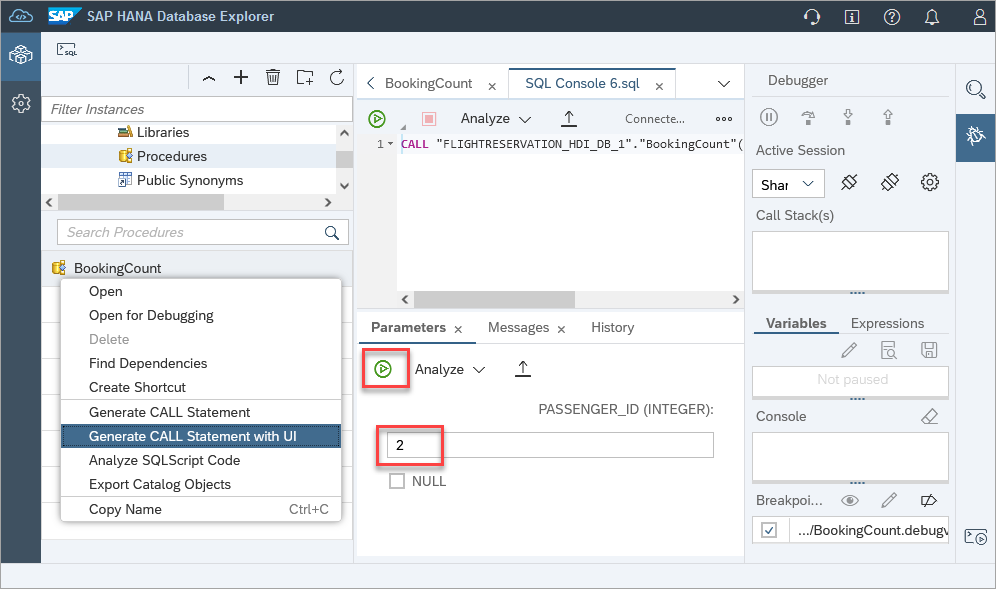 SAP SAP HANA Database Explorer
SQL
Filter Instances
Libraries
Procedures
Public Synonyms
Search Procedures
BookingCount
Open
Open for Debugging
Delete
Find Dependencies
Create Shortcut
Generate CALL Statement
Generate CALL Statement with UI
Analyze SQLScript Code
Export Catalog Objects
Copy Name Ctrl+C
BookingCount SQL Console 6.sql
Analyze Connecte...
1 CALL "FLIGHTRESERVATION_HDI_DB_1"."BookingCount"(
Parameters Messages History
Analyze
PASSENGER_ID (INTEGER):
2
NULL
Debugger
Active Session
Shar
Call Stack(s)
Variables Expressions
Not paused
Console
Breakpoi...
.../BookingCount.debugv